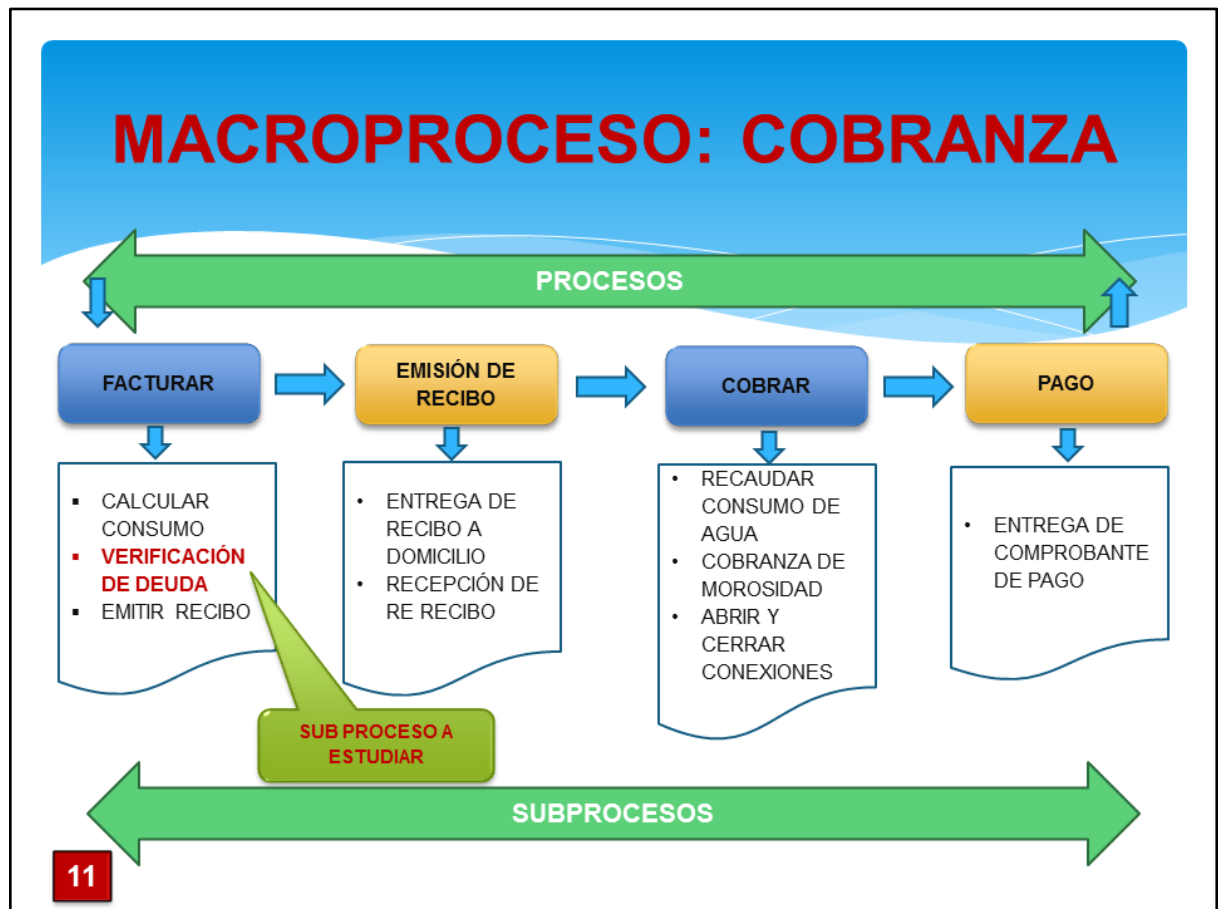 MACROPROCESO: COBRANZA
PROCESOS
FACTURAR
EMISIÓN DE
RECIBO
COBRAR
PAGO
▪ CALCULAR
CONSUMO
▪ VERIFICACIÓN
DE DEUDA
▪ EMITIR RECIBO
• ENTREGA DE
RECIBO A
DOMICILIO
• RECEPCIÓN DE
RE RECIBO
• RECAUDAR
CONSUMO DE
AGUA
• COBRANZA DE
MOROSIDAD
• ABRIR Y
CERRAR
CONEXIONES
• ENTREGA DE
COMPROBANTE
DE PAGO
SUB PROCESO A
ESTUDIAR
SUBPROCESOS
11